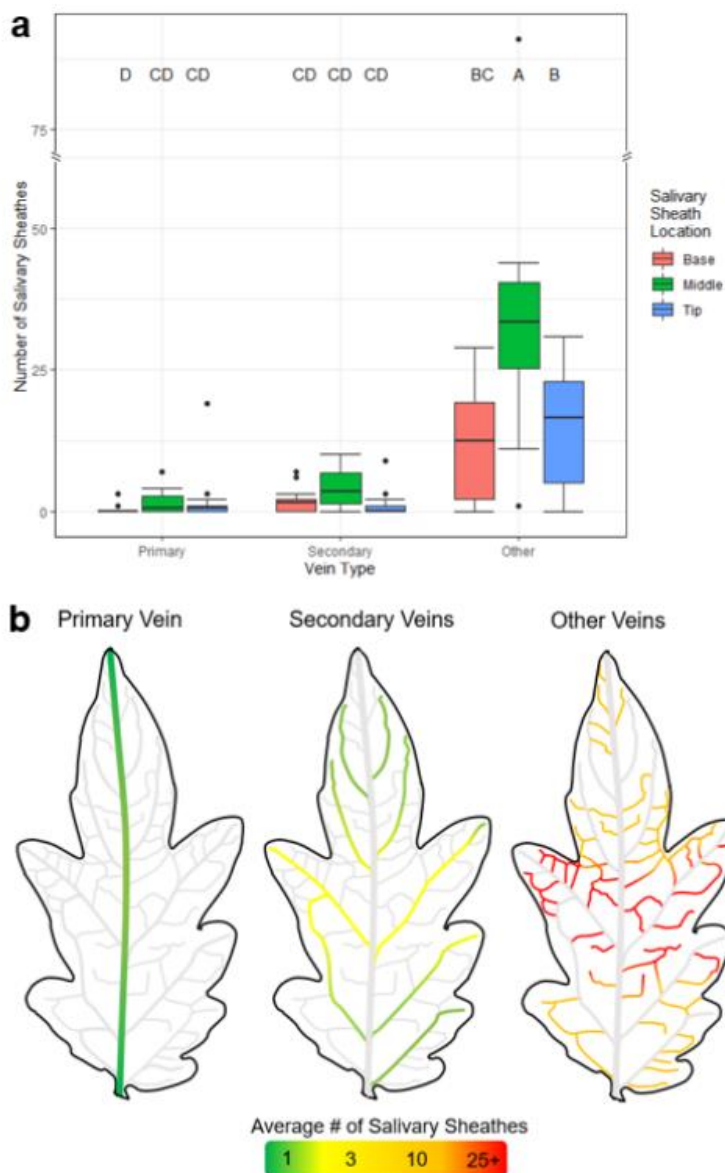 a
D CD CD CD CD CD BC A B
75
50
25
0
Number of Salivary Sheathes
Primary Secondary Other
Vein Type
Salivary
Sheath
Location
Base
Middle
Tip
b
Primary Vein Secondary Veins Other Veins
Average # of Salivary Sheathes
1 3 10 25+